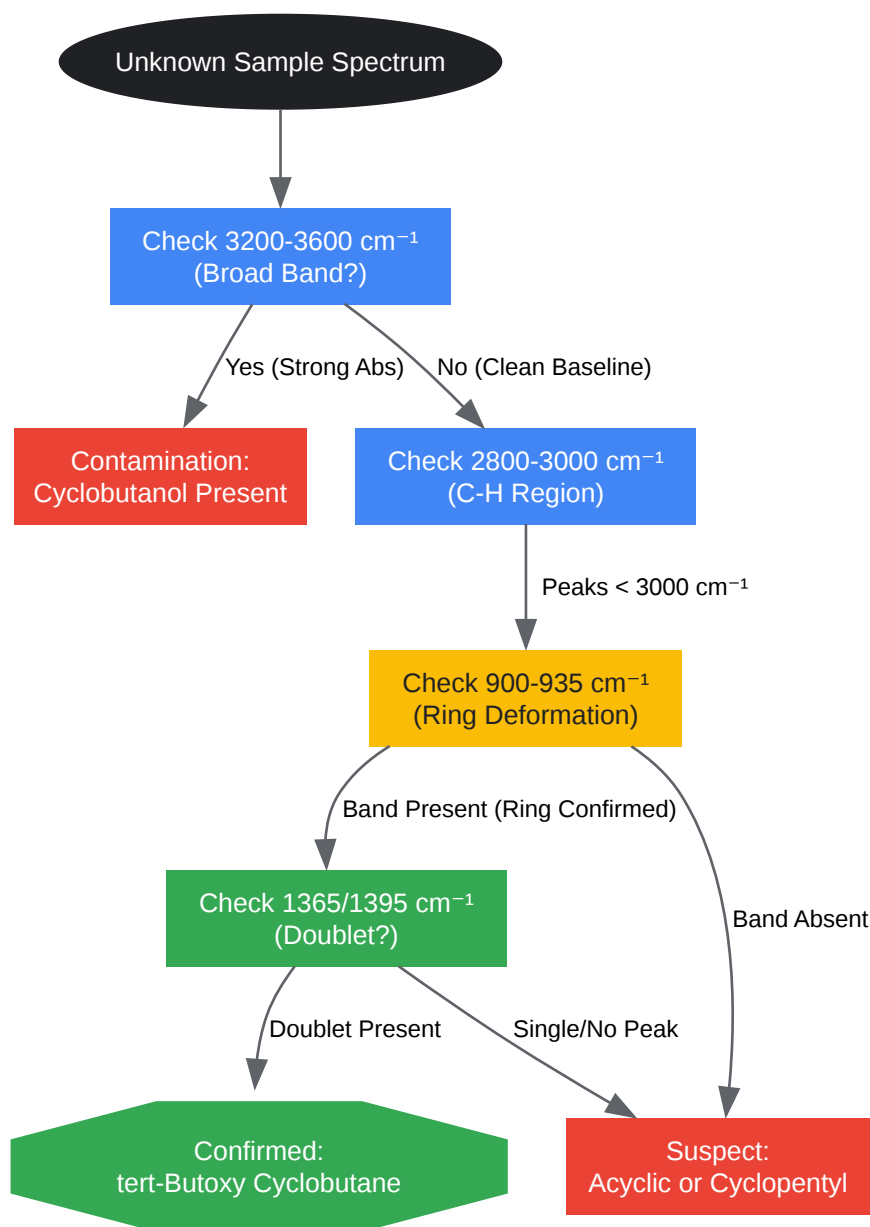 Unknown Sample Spectrum
Check 3200-3600 cm⁻¹
(Broad Band?)
Yes (Strong Abs)
No (Clean Baseline)
Contamination:
Cyclobutanol Present
Check 2800-3000 cm⁻¹
(C-H Region)
Peaks < 3000 cm⁻¹
Check 900-935 cm⁻¹
(Ring Deformation)
Band Present (Ring Confirmed)
Check 1365/1395 cm⁻¹
(Doublet?)
Band Absent
Doublet Present
Single/No Peak
Confirmed:
tert-Butoxy Cyclobutane
Suspect:
Acyclic or Cyclopentyl